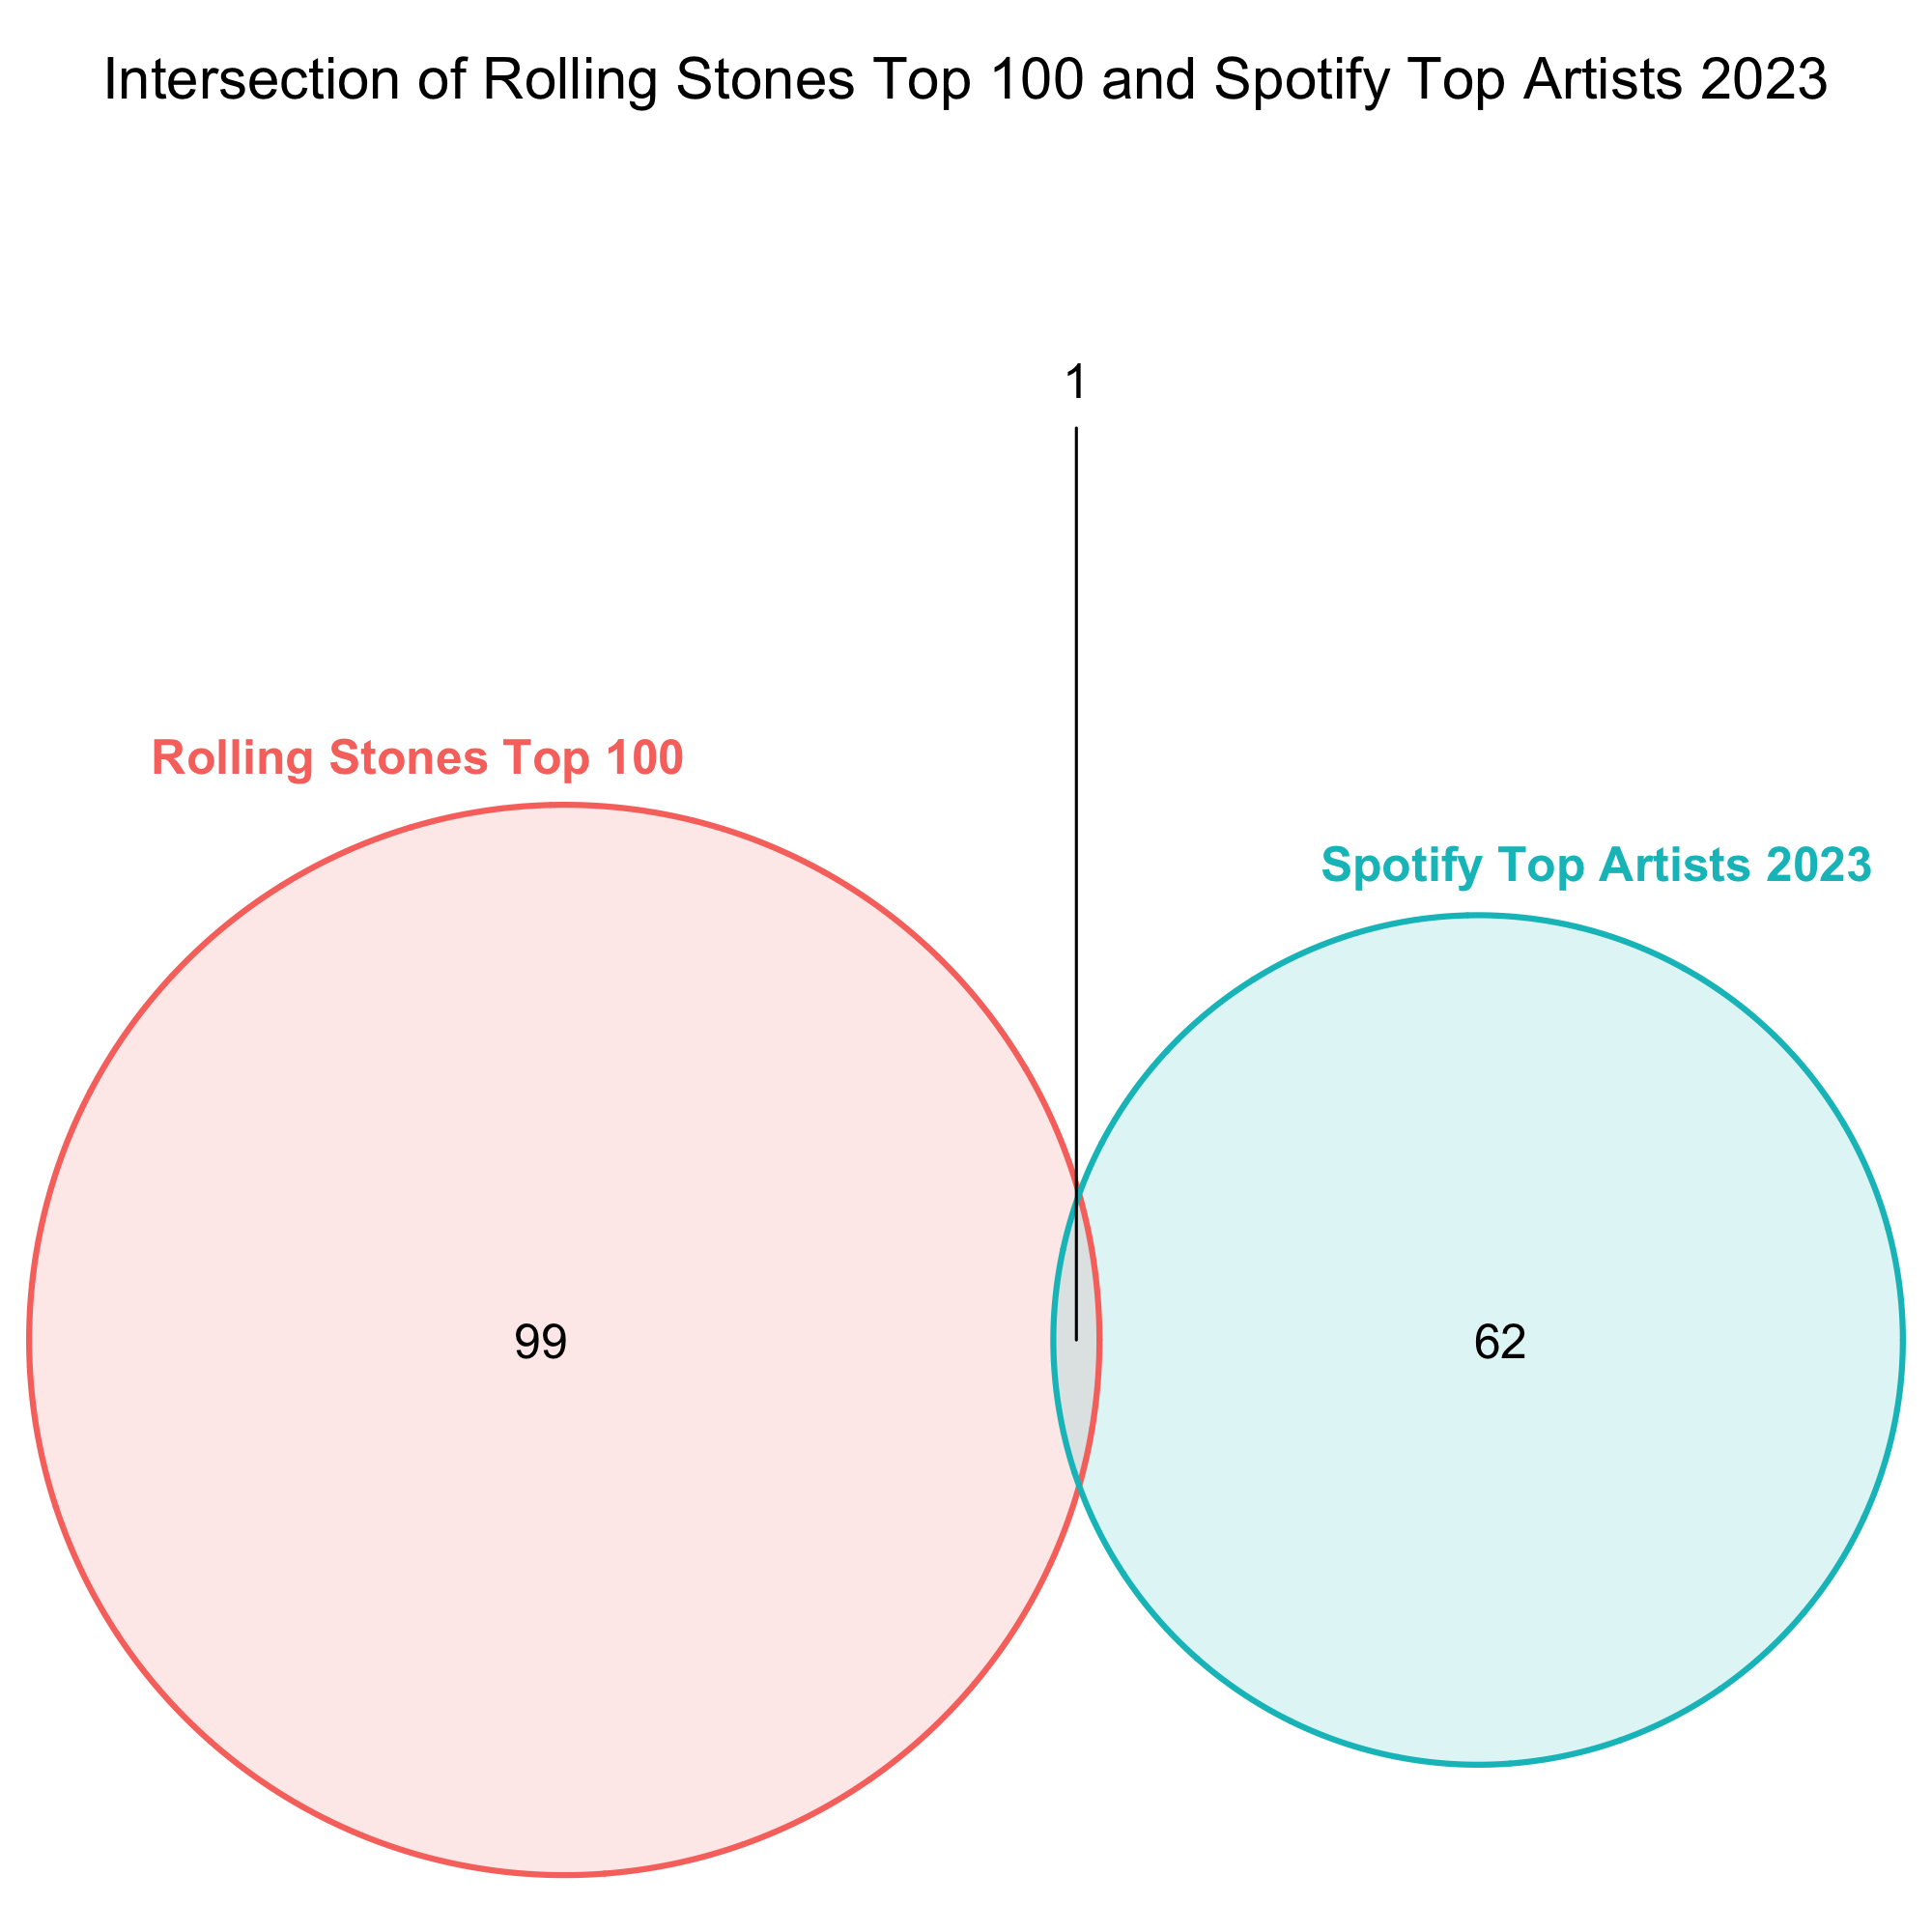 Intersection of Rolling Stones Top 100 and Spotify Top Artists 2023
1
Rolling Stones Top 100
Spotify Top Artists 2023
99
62